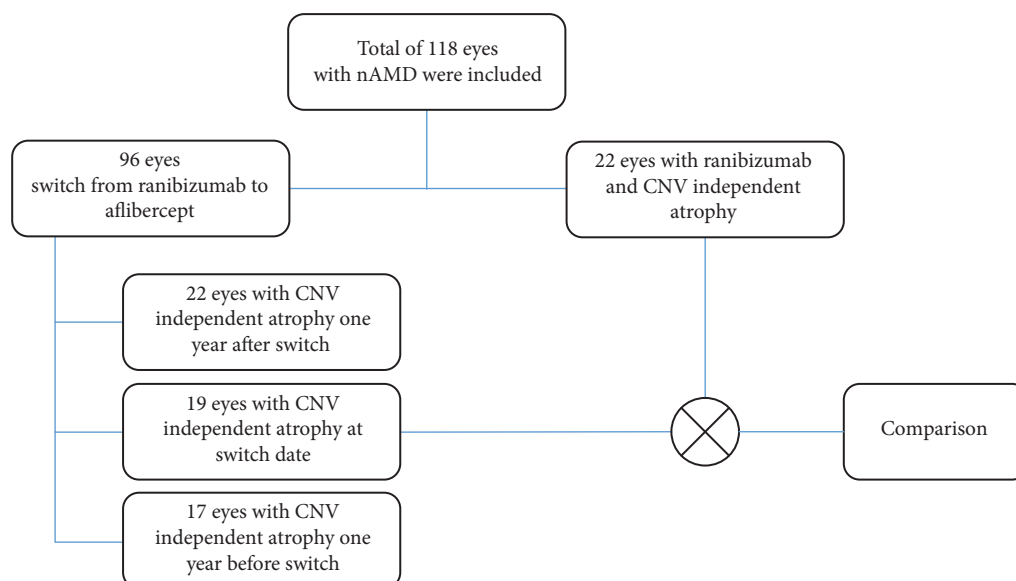 Total of 118 eyes
with nAMD were included
96 eyes
switch from ranibizumab to
aflibercept
22 eyes with ranibizumab
and CNV independent
atrophy
22 eyes with CNV
independent atrophy one
year after switch
19 eyes with CNV
independent atrophy at
switch date
17 eyes with CNV
independent atrophy one
year before switch
Comparison